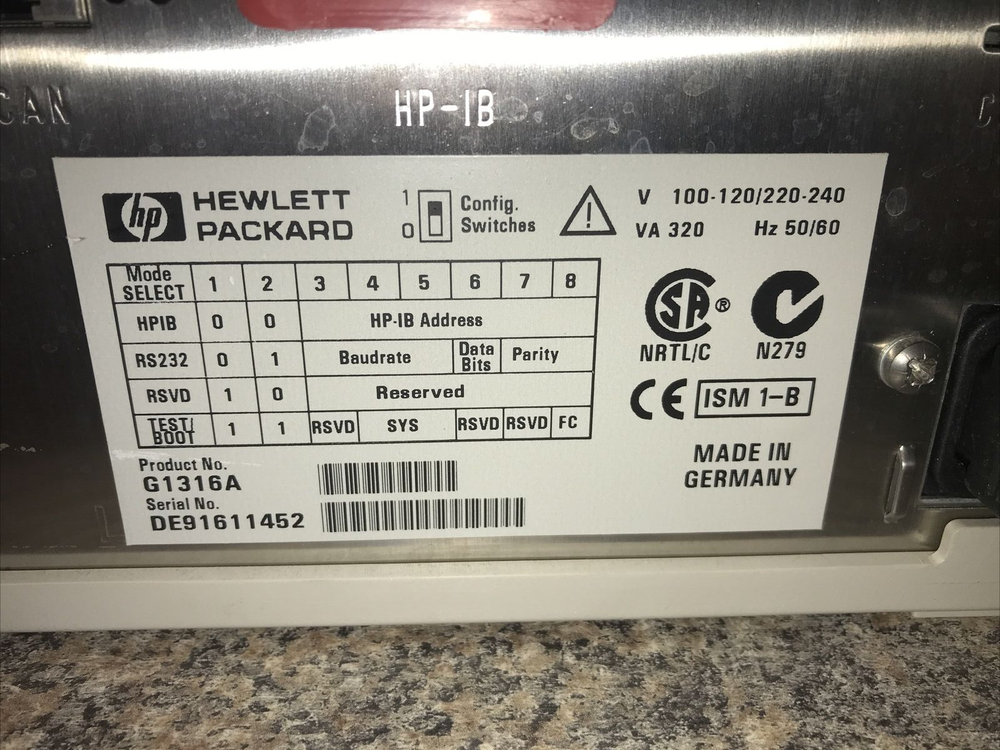 CAN
HP-IB
C
hp HEWLETT PACKARD
1
0
Config.
Switches
V 100-120/220-240
VA 320 Hz 50/60
Mode SELECT 1 2 3 4 5 6 7 8
HPIB 0 0 HP-IB Address
RS232 0 1 Baudrate Data Bits Parity
RSVD 1 0 Reserved
TEST/ BOOT 1 1 RSVD SYS RSVD RSVD FC
SA ®
NRTL/C N279
CE ISM 1-B
MADE IN
GERMANY
Product No.
G1316A
Serial No.
DE91611452